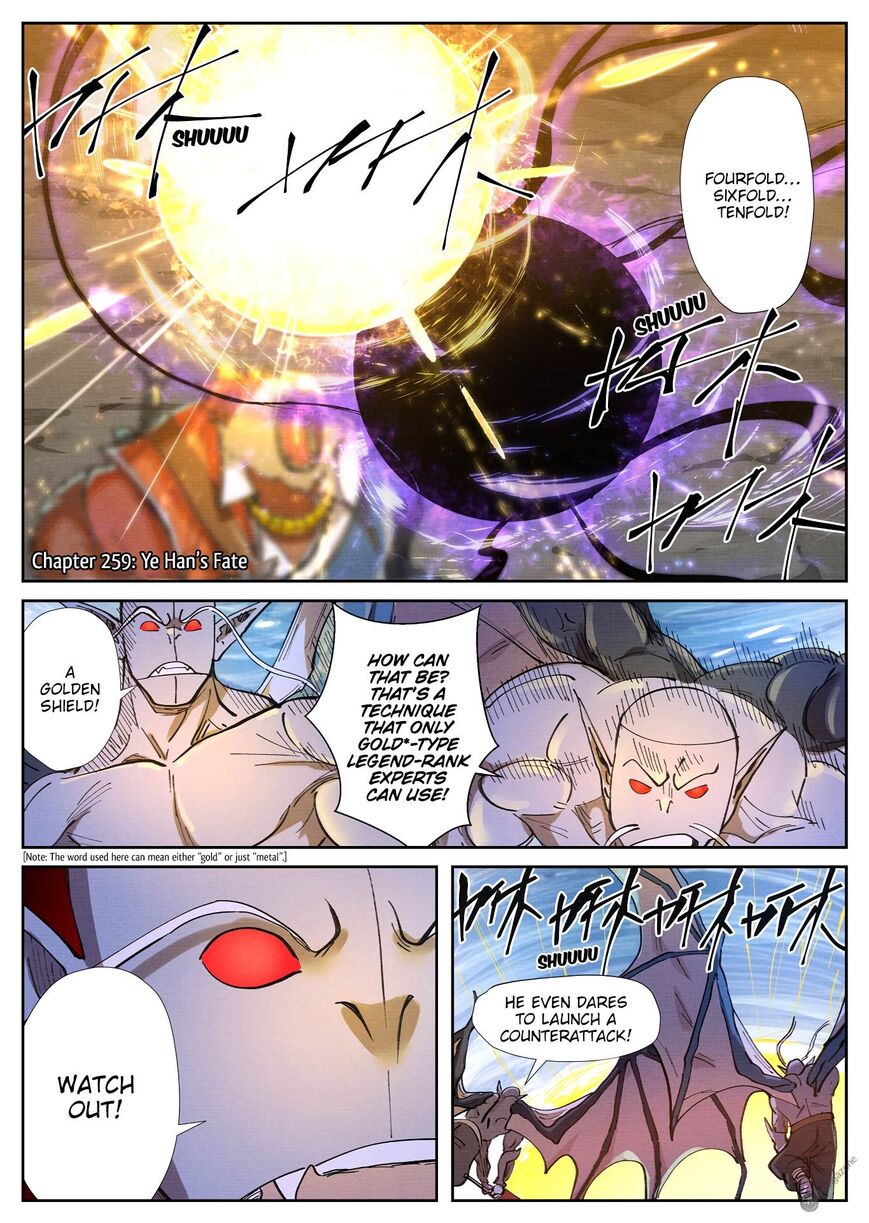 SHUUUU
FOURFOLD...
SIXFOLD...
TENFOLD!
SHUUUU
Chapter 259: Ye Han's Fate
A
GOLDEN
SHIELD!
HOW CAN
THAT BE?
THAT'S A
TECHNIQUE
THAT ONLY
GOLD*-TYPE
LEGEND-RANK
EXPERTS
CAN USE!
[Note: The word used here can mean either "gold" or just "metal".]
WATCH
OUT!
SHUUUU
HE EVEN DARES
TO LAUNCH A
COUNTERATTACK!